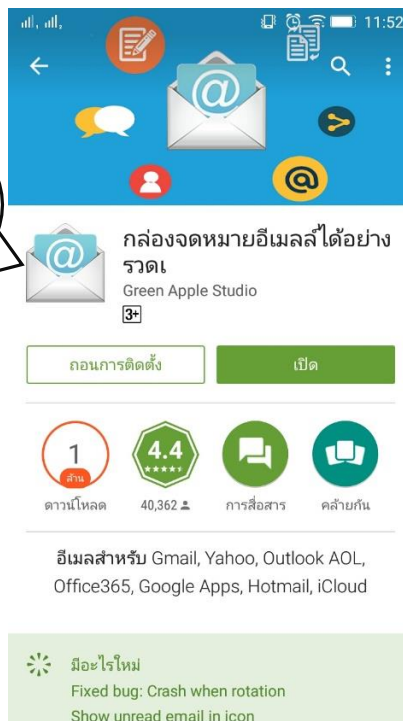 11:52
กล่องจดหมายอีเมลล์ได้อย่าง
รวดเ
Green Apple Studio
3+
ถอนการติดตั้ง
เปิด
1
ล้าน
ดาวน์โหลด
4.4
40,362
การสื่อสาร
คล้ายกัน
อีเมลสำหรับ Gmail, Yahoo, Outlook AOL,
Office365, Google Apps, Hotmail, iCloud
มีอะไรใหม่
Fixed bug: Crash when rotation
Show unread email in icon